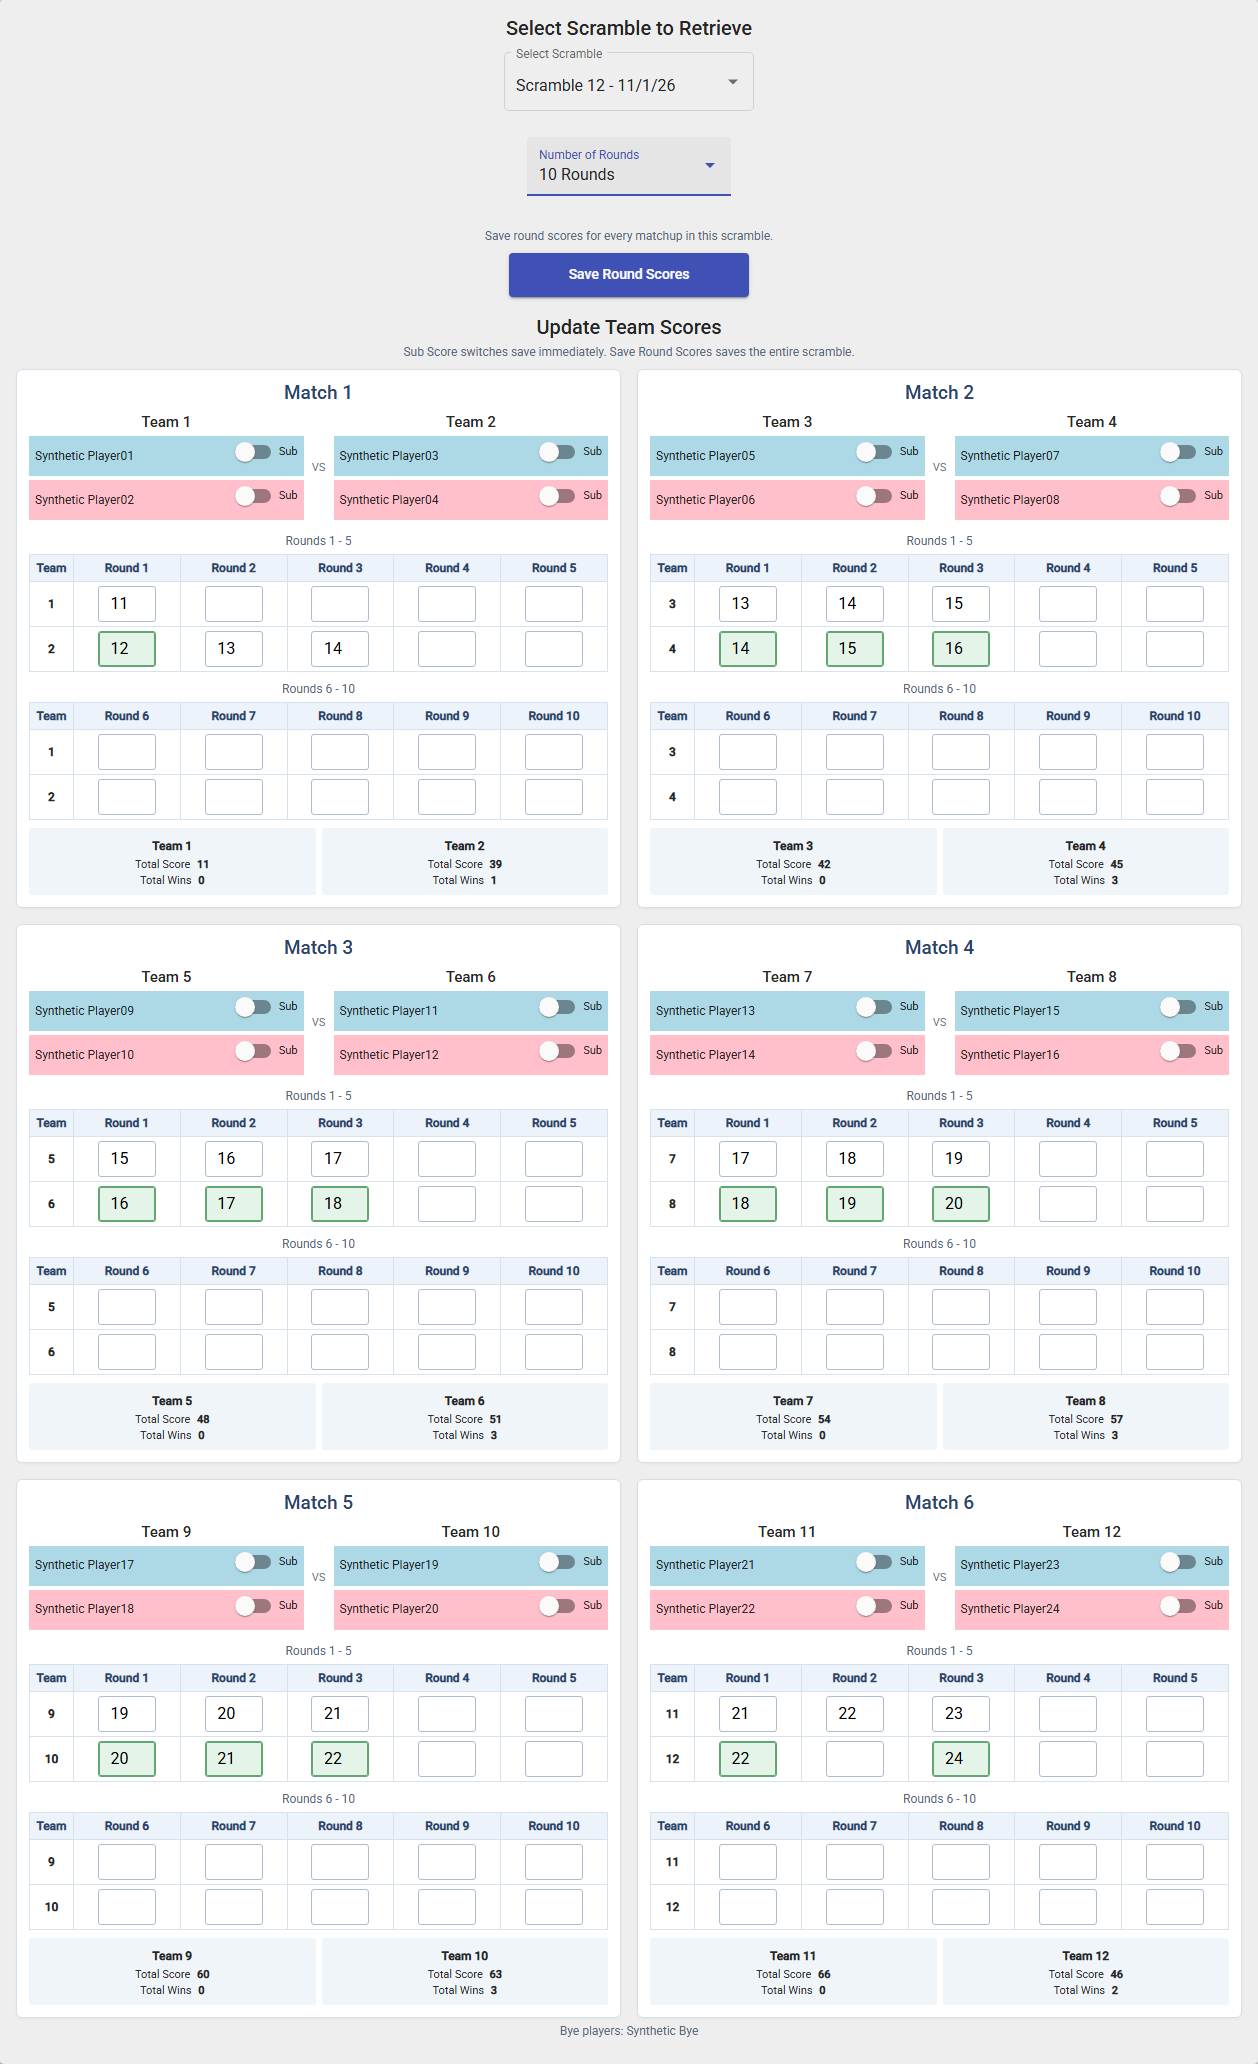 Select Scramble to Retrieve
Select Scramble
Scramble 12 - 11/1/26
Number of Rounds
10 Rounds
Save round scores for every matchup in this scramble.
Save Round Scores
Update Team Scores
Sub Score switches save immediately. Save Round Scores saves the entire scramble.
Match 1
Team 1 Team 2
Synthetic Player01 Sub VS Synthetic Player03 Sub
Synthetic Player02 Sub Synthetic Player04 Sub
Rounds 1 - 5
Team Round 1 Round 2 Round 3 Round 4 Round 5
1 11
2 12 13 14
Rounds 6 - 10
Team Round 6 Round 7 Round 8 Round 9 Round 10
1
2
Team 1 Team 2
Total Score 11 Total Score 39
Total Wins 0 Total Wins 1
Match 2
Team 3 Team 4
Synthetic Player05 Sub VS Synthetic Player07 Sub
Synthetic Player06 Sub Synthetic Player08 Sub
Rounds 1 - 5
Team Round 1 Round 2 Round 3 Round 4 Round 5
3 13 14 15
4 14 15 16
Rounds 6 - 10
Team Round 6 Round 7 Round 8 Round 9 Round 10
3
4
Team 3 Team 4
Total Score 42 Total Score 45
Total Wins 0 Total Wins 3
Match 3
Team 5 Team 6
Synthetic Player09 Sub VS Synthetic Player11 Sub
Synthetic Player10 Sub Synthetic Player12 Sub
Rounds 1 - 5
Team Round 1 Round 2 Round 3 Round 4 Round 5
5 15 16 17
6 16 17 18
Rounds 6 - 10
Team Round 6 Round 7 Round 8 Round 9 Round 10
5
6
Team 5 Team 6
Total Score 48 Total Score 51
Total Wins 0 Total Wins 3
Match 4
Team 7 Team 8
Synthetic Player13 Sub VS Synthetic Player15 Sub
Synthetic Player14 Sub Synthetic Player16 Sub
Rounds 1 - 5
Team Round 1 Round 2 Round 3 Round 4 Round 5
7 17 18 19
8 18 19 20
Rounds 6 - 10
Team Round 6 Round 7 Round 8 Round 9 Round 10
7
8
Team 7 Team 8
Total Score 54 Total Score 57
Total Wins 0 Total Wins 3
Match 5
Team 9 Team 10
Synthetic Player17 Sub VS Synthetic Player19 Sub
Synthetic Player18 Sub Synthetic Player20 Sub
Rounds 1 - 5
Team Round 1 Round 2 Round 3 Round 4 Round 5
9 19 20 21
10 20 21 22
Rounds 6 - 10
Team Round 6 Round 7 Round 8 Round 9 Round 10
9
10
Team 9 Team 10
Total Score 60 Total Score 63
Total Wins 0 Total Wins 3
Match 6
Team 11 Team 12
Synthetic Player21 Sub VS Synthetic Player23 Sub
Synthetic Player22 Sub Synthetic Player24 Sub
Rounds 1 - 5
Team Round 1 Round 2 Round 3 Round 4 Round 5
11 21 22 23
12 22 24
Rounds 6 - 10
Team Round 6 Round 7 Round 8 Round 9 Round 10
11
12
Team 11 Team 12
Total Score 66 Total Score 46
Total Wins 0 Total Wins 2
Bye players: Synthetic Bye